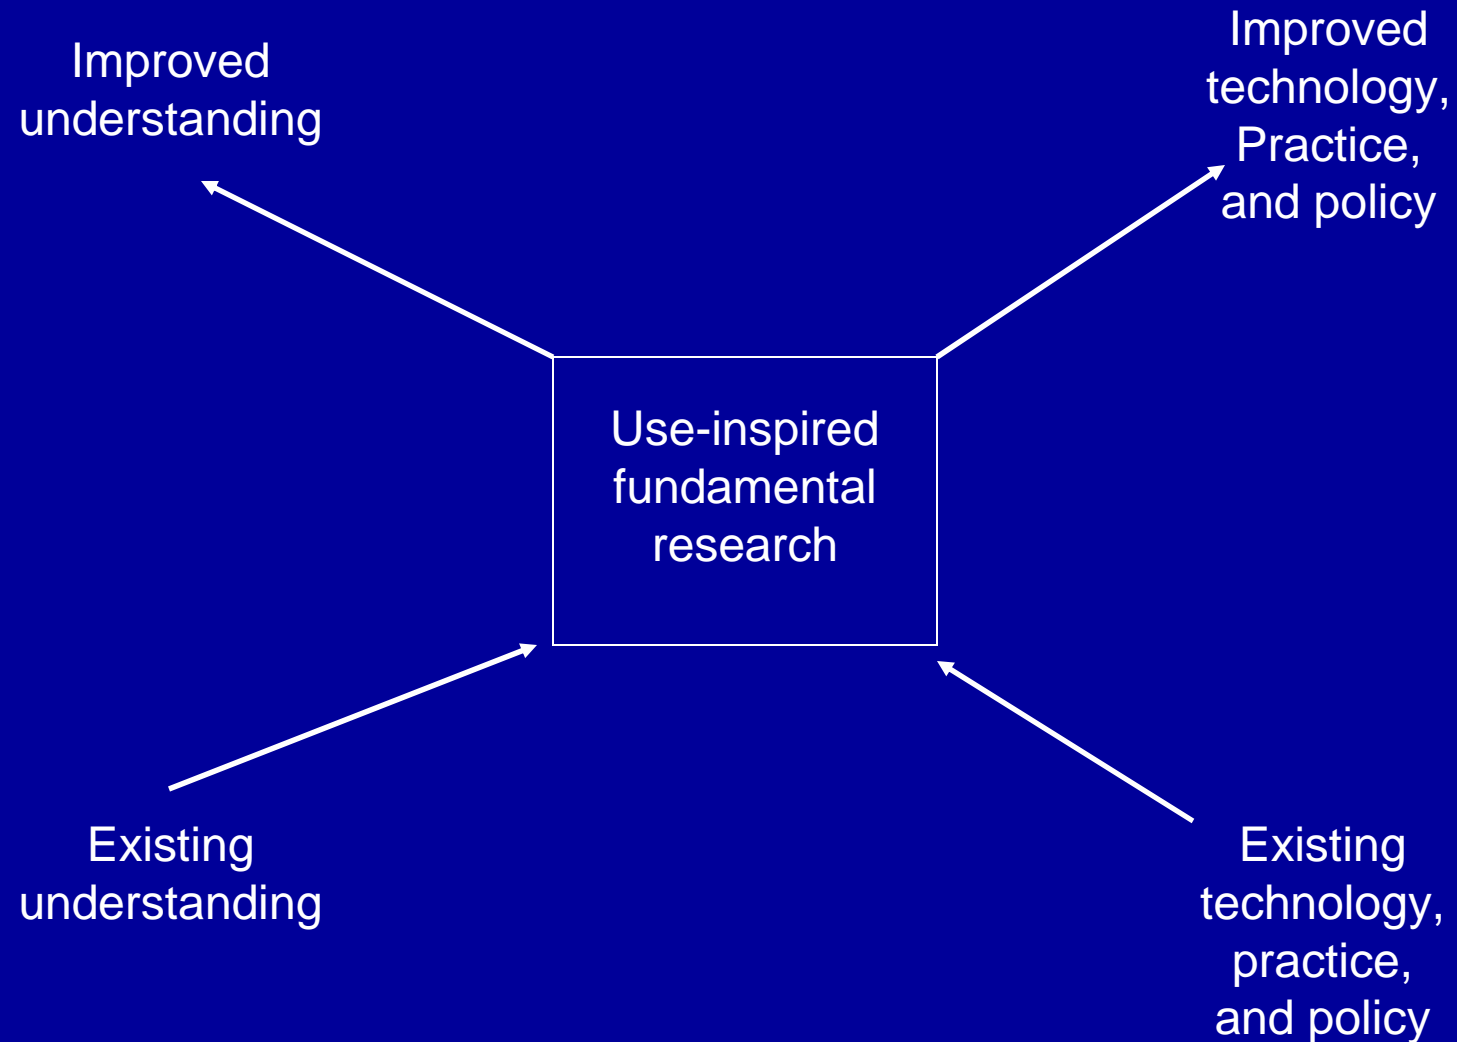 Improved
understanding
Improved
technology,
Practice,
and policy
Use-inspired
fundamental
research
Existing
understanding
Existing
technology,
practice,
and policy